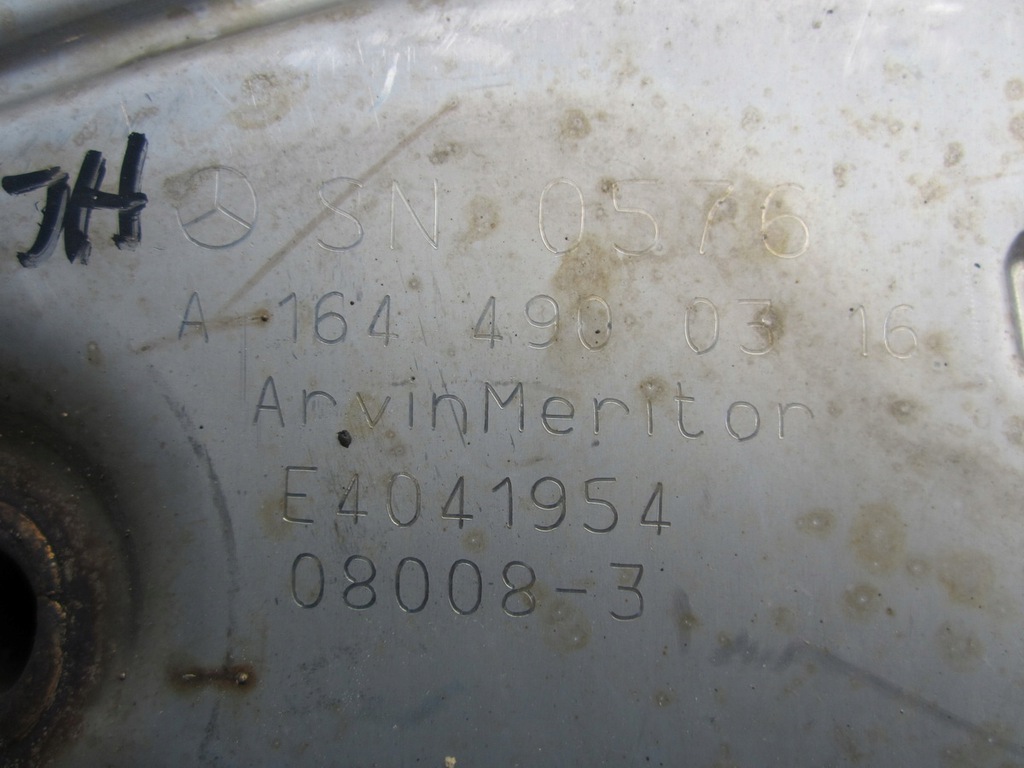 JH SN 0576
A 164 490 03 16
ArvinMeritor
E4041954
08008-3